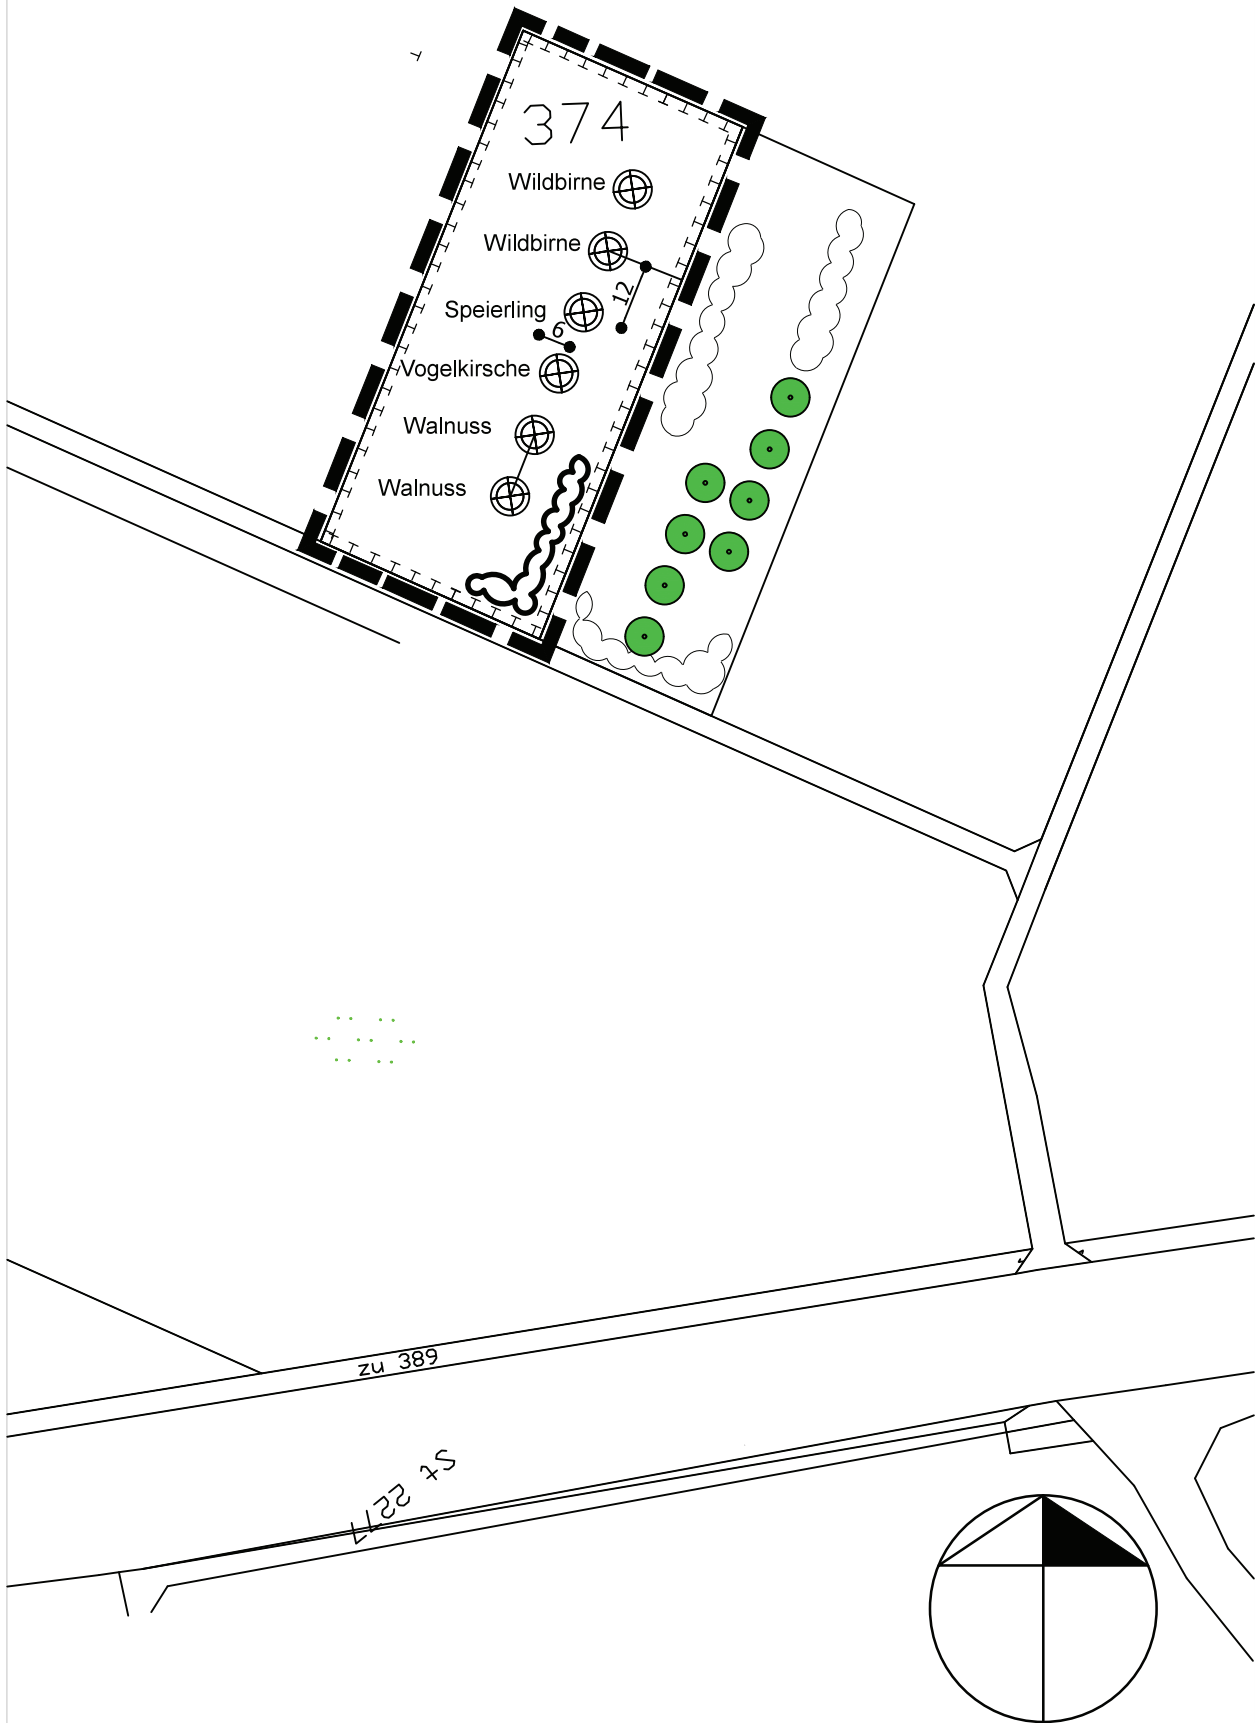 374
Wildbirne
Wildbirne
12
Speierling
6
Vogelkirsche
Walnuss
Walnuss
zu 389
St 2277